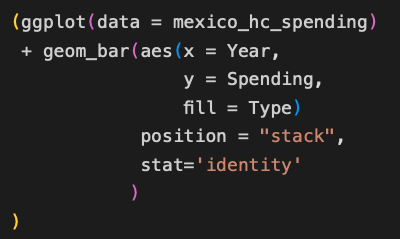 (ggplot(data = mexico_hc_spending)
 + geom_bar(aes(x = Year,
                y = Spending,
                fill = Type)
            position = "stack",
            stat='identity'
           )
)